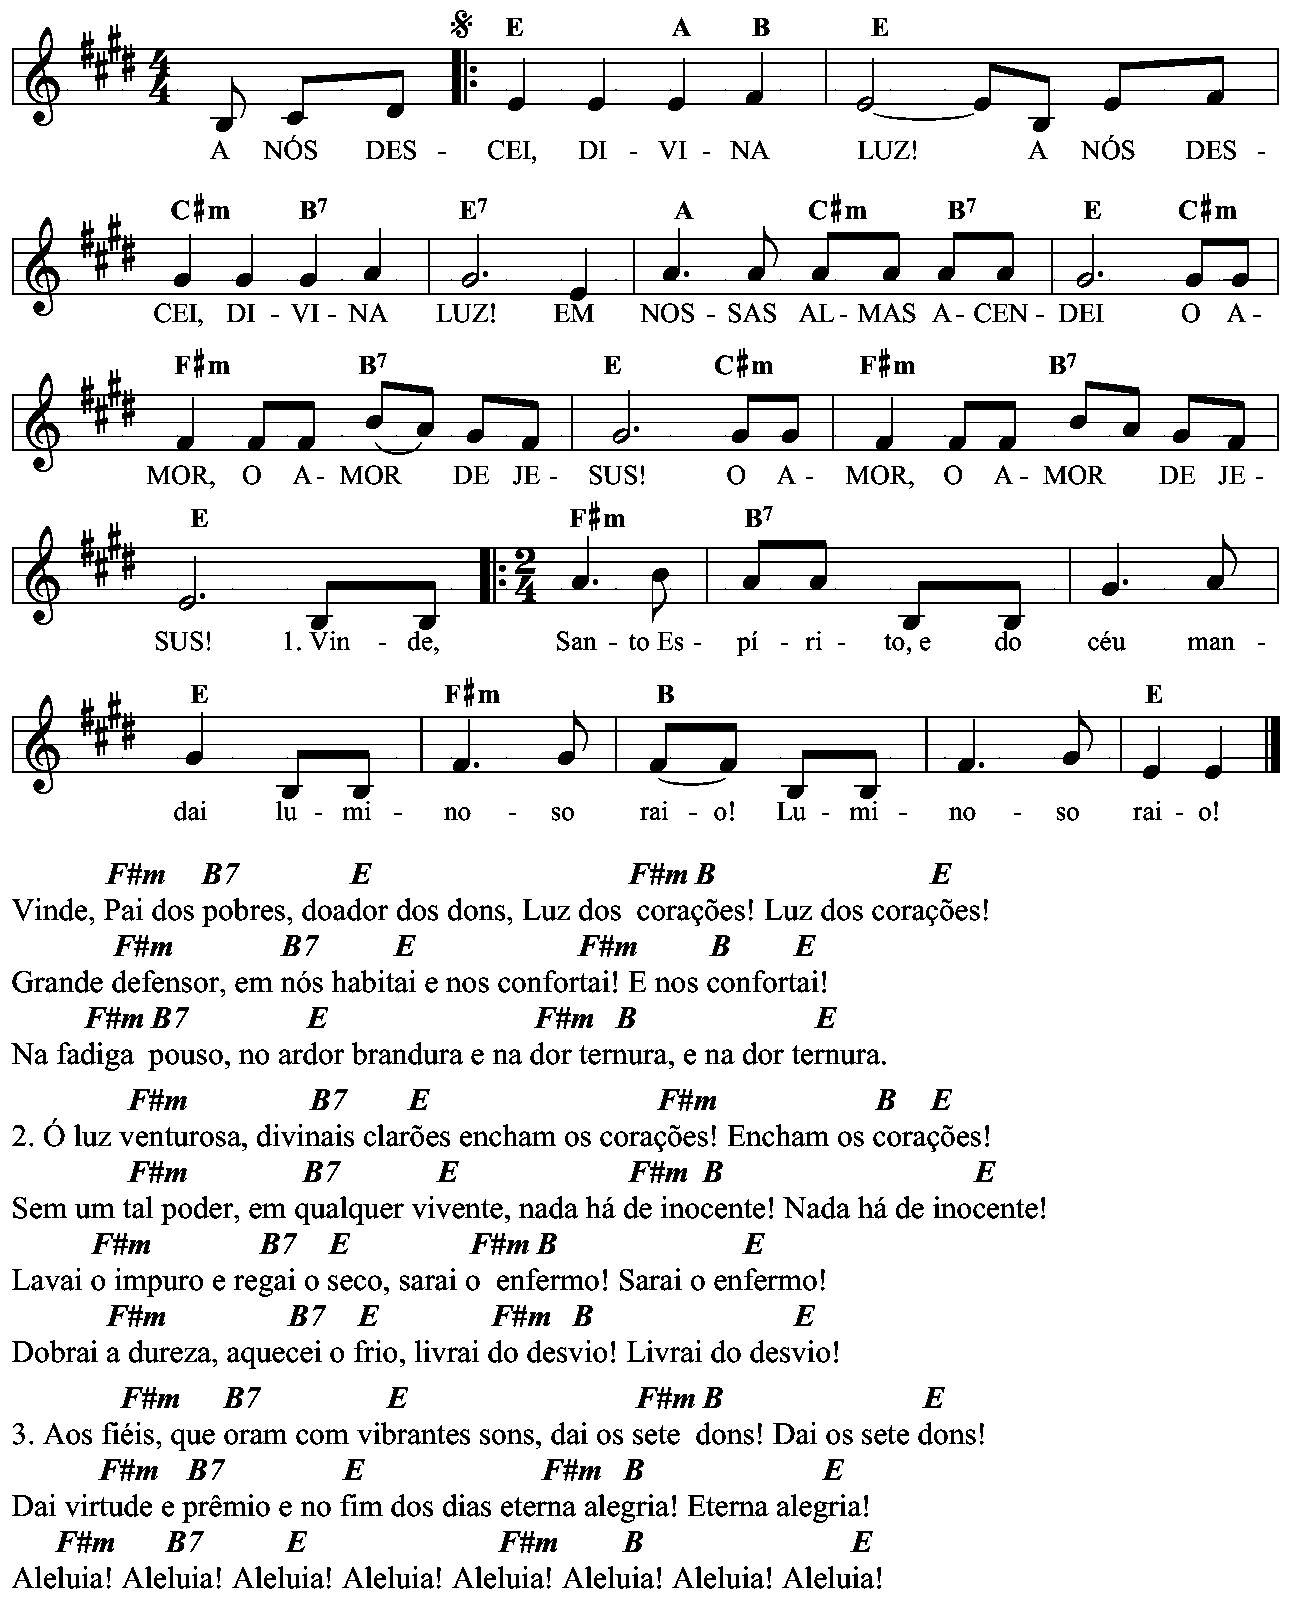 E A B E
4 4
A NÓS DES - CEI, DI - VI - NA LUZ! A NÓS DES -
C♯m B7 E7 A C♯m B7 E C♯m
CEI, DI - VI - NA LUZ! EM NOS - SAS AL - MAS A - CEN - DEI O A -
F♯m B7 E C♯m F♯m B7
MOR, O A - MOR DE JE - SUS! O A - MOR, O A - MOR DE JE -
E F♯m B7
2 4
SUS! 1. Vin - de, San - to Es - pí - ri - to, e do céu man -
E F♯m B E
dai lu - mi - no - so rai - o! Lu - mi - no - so rai - o!
F#m B7 E F#m B E
Vinde, Pai dos pobres, doador dos dons, Luz dos corações! Luz dos corações!
F#m B7 E F#m B E
Grande defensor, em nós habitai e nos confortai! E nos confortai!
F#m B7 E F#m B E
Na fadiga pouso, no ardor brandura e na dor ternura, e na dor ternura.
F#m B7 E F#m B E
2. Ó luz venturosa, divinais clarões encham os corações! Encham os corações!
F#m B7 E F#m B E
Sem um tal poder, em qualquer vivente, nada há de inocente! Nada há de inocente!
F#m B7 E F#m B E
Lavai o impuro e regai o seco, sarai o enfermo! Sarai o enfermo!
F#m B7 E F#m B E
Dobrai a dureza, aquecei o frio, livrai do desvio! Livrai do desvio!
F#m B7 E F#m B E
3. Aos fiéis, que oram com vibrantes sons, dai os sete dons! Dai os sete dons!
F#m B7 E F#m B E
Dai virtude e prêmio e no fim dos dias eterna alegria! Eterna alegria!
F#m B7 E F#m B E
Aleluia! Aleluia! Aleluia! Aleluia! Aleluia! Aleluia! Aleluia! Aleluia!